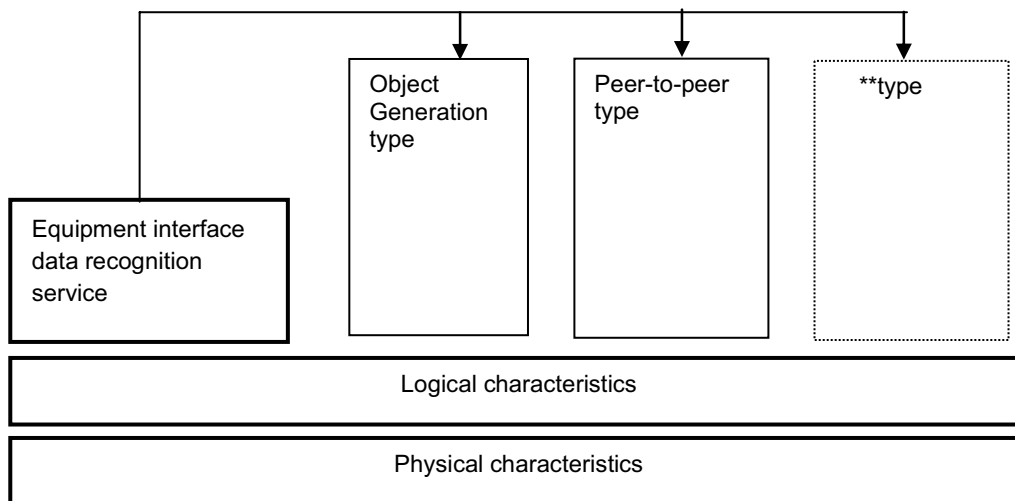 Object
Generation
type
Peer-to-peer
type
**type
Equipment interface
data recognition
service
Logical characteristics
Physical characteristics